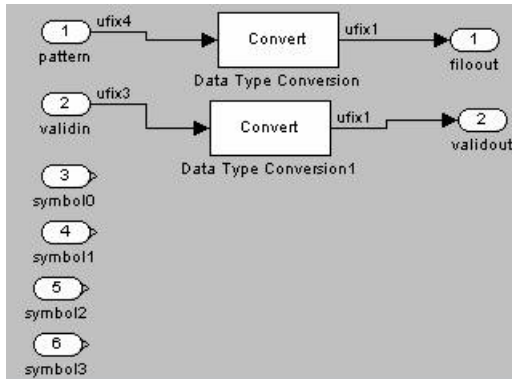 1 ufix4 Convert ufix1 1
pattern Data Type Conversion filoout
2 ufix3 Convert ufix1 2
validin Data Type Conversion1 validout
3
symbol0
4
symbol1
5
symbol2
6
symbol3